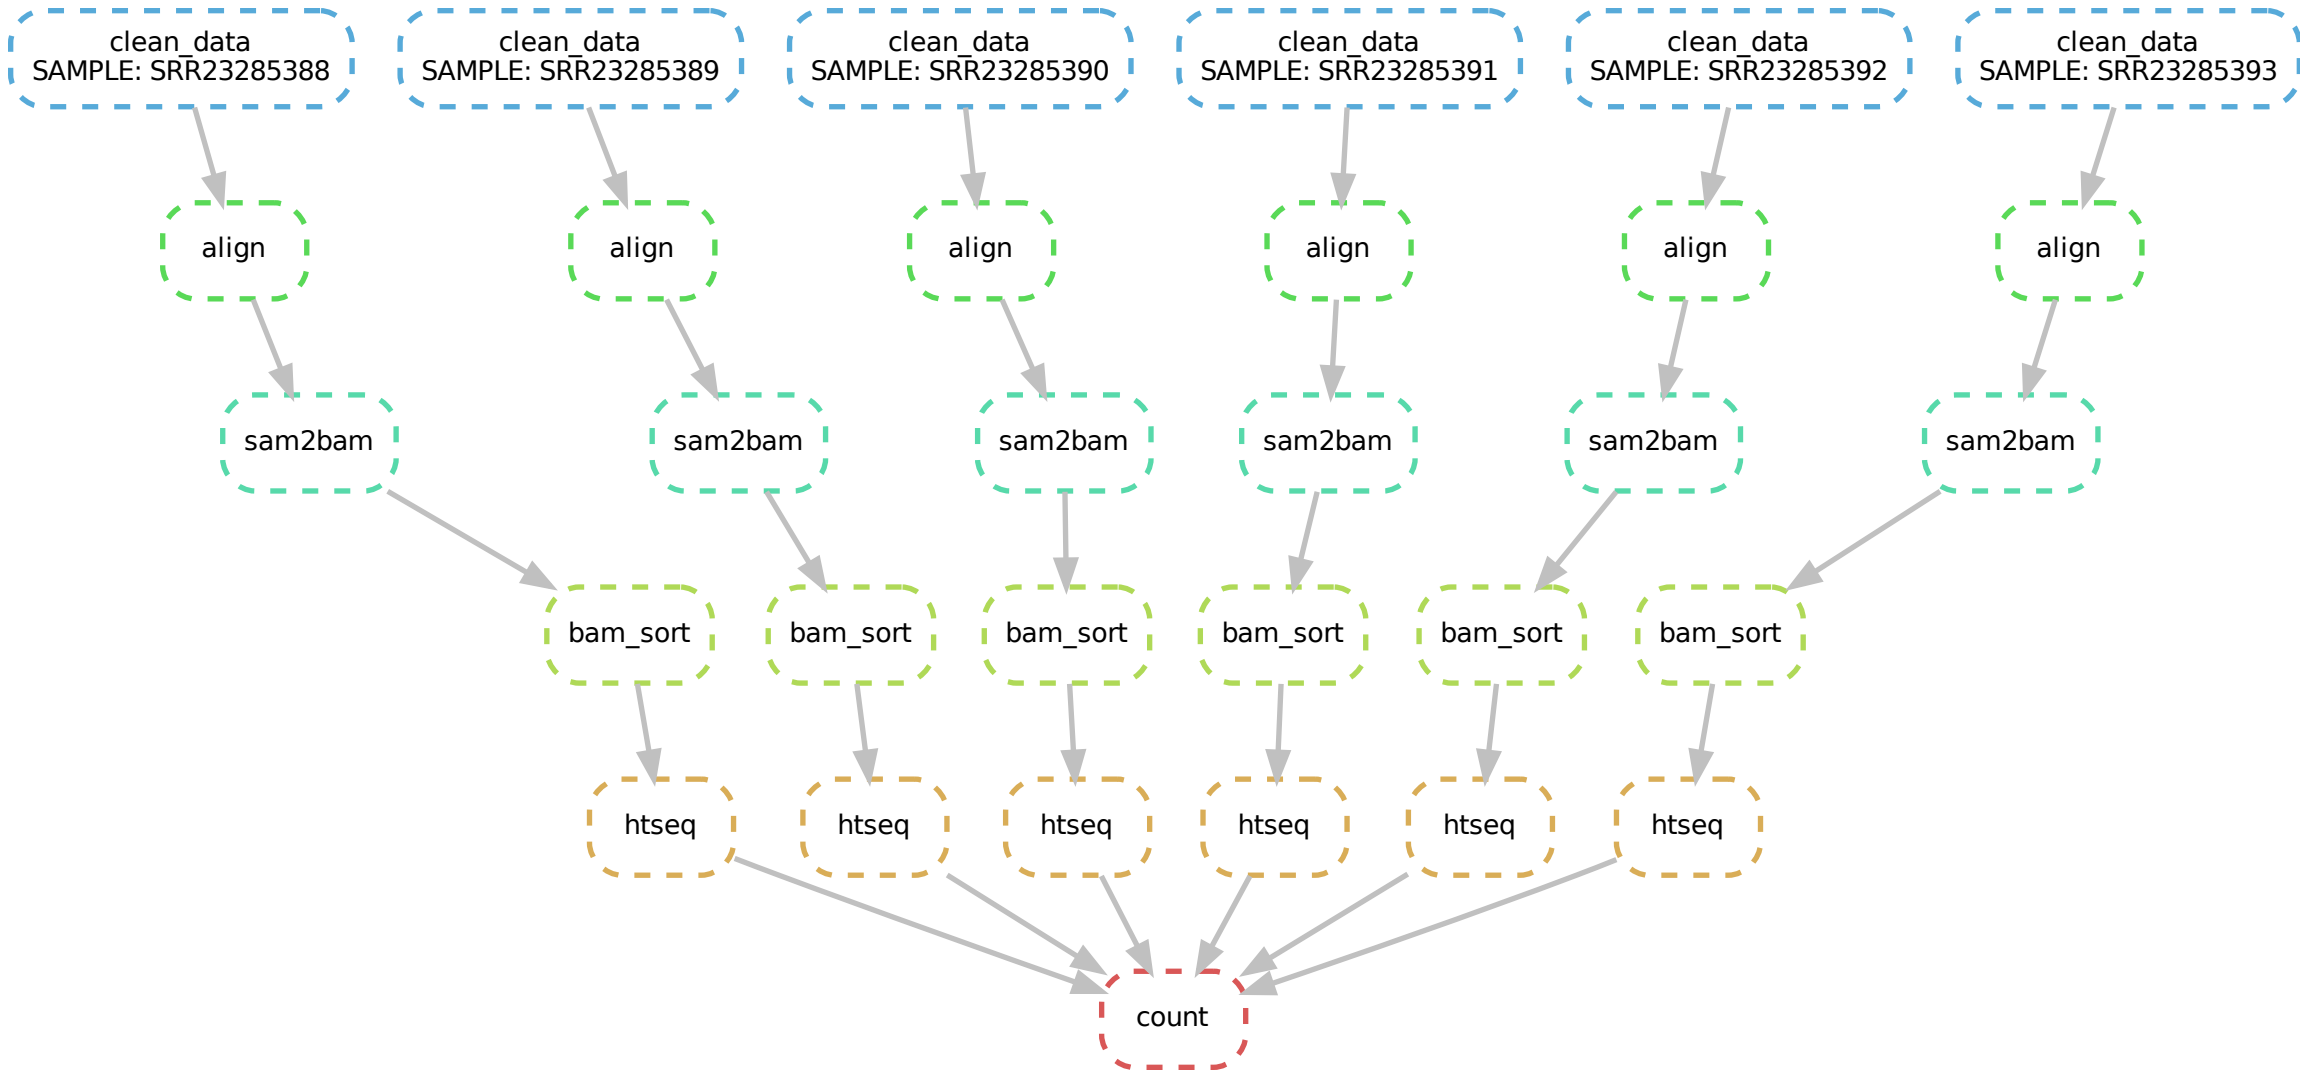 clean_data
SAMPLE: SRR23285388
clean_data
SAMPLE: SRR23285389
clean_data
SAMPLE: SRR23285390
clean_data
SAMPLE: SRR23285391
clean_data
SAMPLE: SRR23285392
clean_data
SAMPLE: SRR23285393
align
align
align
align
align
align
sam2bam
sam2bam
sam2bam
sam2bam
sam2bam
sam2bam
bam_sort
bam_sort
bam_sort
bam_sort
bam_sort
bam_sort
htseq
htseq
htseq
htseq
htseq
htseq
count